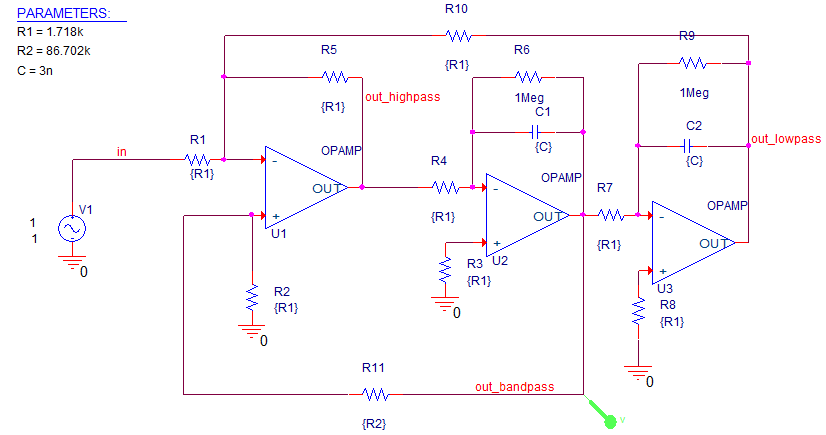 PARAMETERS:
R1 = 1.718k
R2 = 86.702k
C = 3n
R10
{R1}
R5
{R1}
out_highpass
R6
1Meg
C1
{C}
R9
1Meg
C2
{C}
out_lowpass
in
R1
{R1}
OPAMP
-
+
OUT
U1
R4
{R1}
OPAMP
-
+
OUT
U2
R7
{R1}
OPAMP
-
+
OUT
U3
1
1
V1
0
R2
{R1}
0
R3
{R1}
0
R8
{R1}
0
R11
{R2}
out_bandpass
V